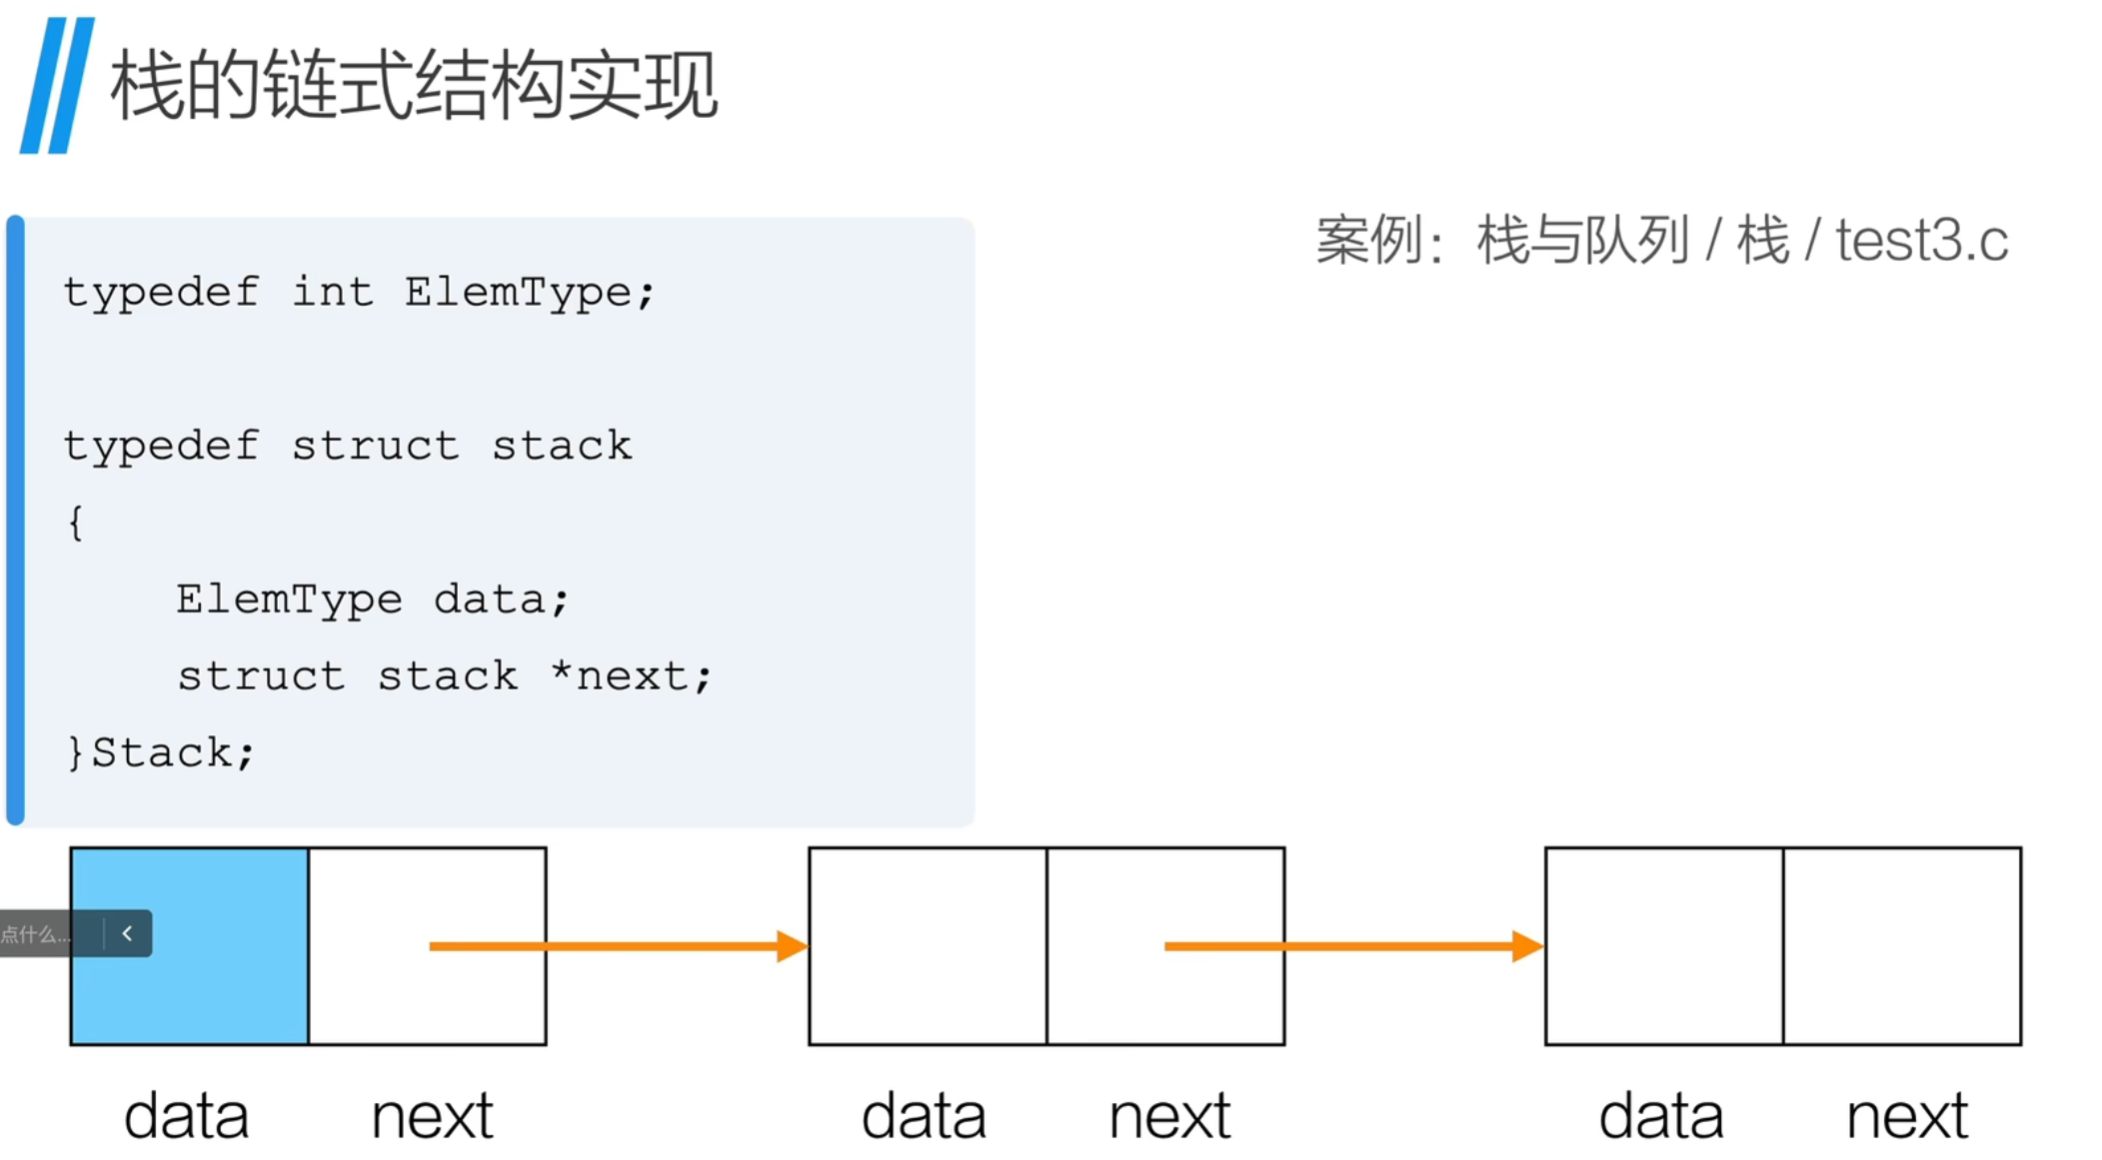 栈的链式结构实现
案例：栈与队列 / 栈 / test3.c
typedef int ElemType;
typedef struct stack
{
ElemType data;
struct stack *next;
}Stack;
点什么...
data next data next data next